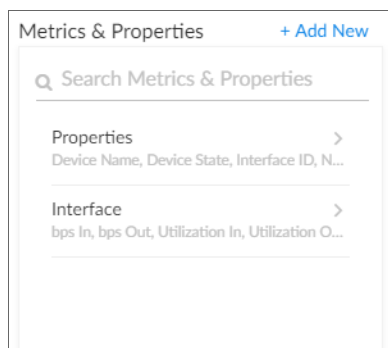 Metrics & Properties + Add New
Search Metrics & Properties
Properties
Device Name, Device State, Interface ID, N...
Interface
bps In, bps Out, Utilization In, Utilization O...